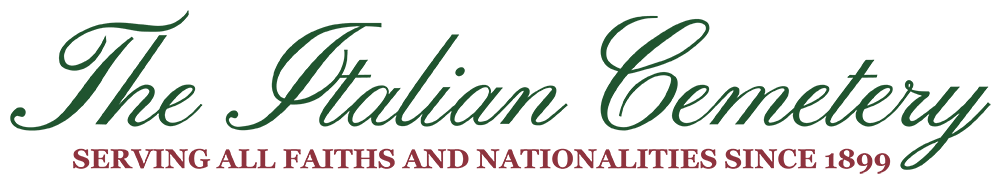 The Italian Cemetery
SERVING ALL FAITHS AND NATIONALITIES SINCE 1899